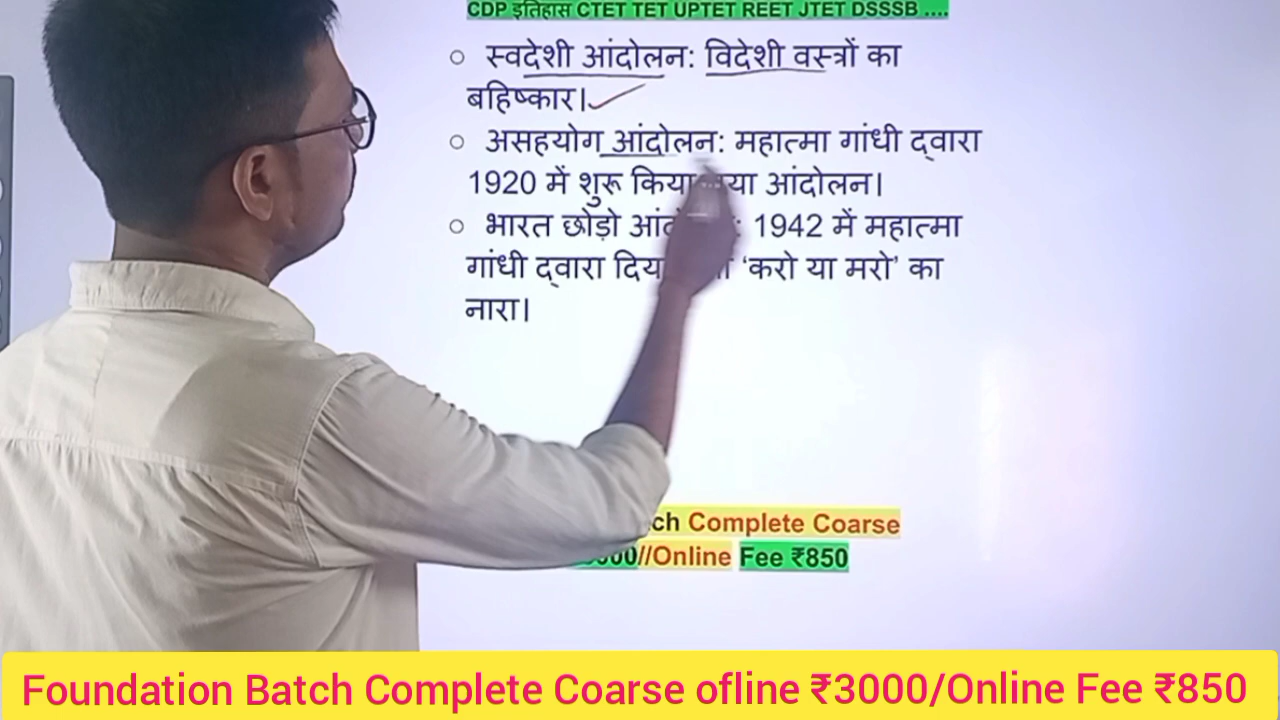 CDP इतिहास CTET TET UPTET REET JTET DSSSB ....
○ स्वदेशी आंदोलन: विदेशी वस्त्रों का
बहिष्कार।
○ असहयोग आंदोलन: महात्मा गांधी द्वारा
1920 में शुरू किया आंदोलन।
○ भारत छोड़ो 1942 में महात्मा
गांधी द्वारा ‘करो या मरो’ का
नारा।
Complete Coarse
//Online Fee ₹850
Foundation Batch Complete Coarse ofline ₹3000/Online Fee ₹850